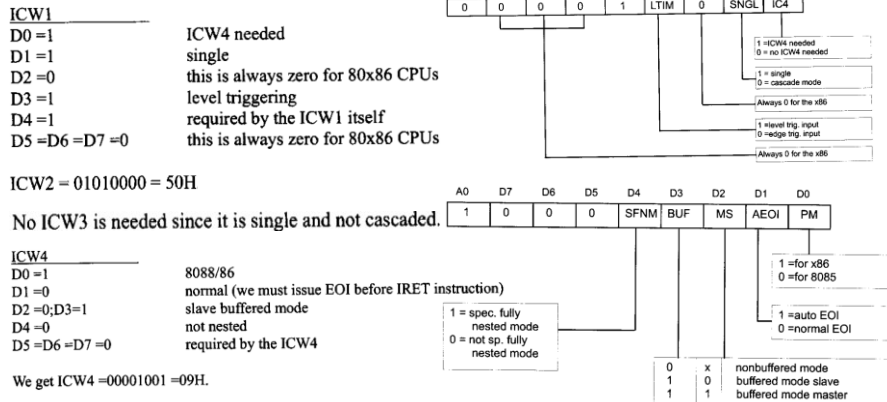 ICW1
D0 =1 ICW4 needed
D1 =1 single
D2 =0 this is always zero for 80x86 CPUs
D3 =1 level triggering
D4 =1 required by the ICW1 itself
D5 =D6 =D7 =0 this is always zero for 80x86 CPUs
0 0 0 0 1 LTIM 0 SNGL IC4
1 =ICW4 needed
0 = no ICW4 needed
1 = single
0 = cascade mode
Always 0 for the x86
1 =level trig. input
0 =edge trig. input
Always 0 for the x86
ICW2 = 01010000 = 50H
No ICW3 is needed since it is single and not cascaded.
A0 D7 D6 D5 D4 D3 D2 D1 D0
1 0 0 0 SFNM BUF MS AEOI PM
ICW4
D0 =1 8088/86
D1 =0 normal (we must issue EOI before IRET instruction)
D2 =0;D3=1 slave buffered mode
D4 =0 not nested
D5 =D6 =D7 =0 required by the ICW4
We get ICW4 =00001001 =09H.
1 =for x86
0 =for 8085
1 =auto EOI
0 =normal EOI
1 = spec. fully
nested mode
0 = not sp. fully
nested mode
0 x nonbuffered mode
1 0 buffered mode slave
1 1 buffered mode master